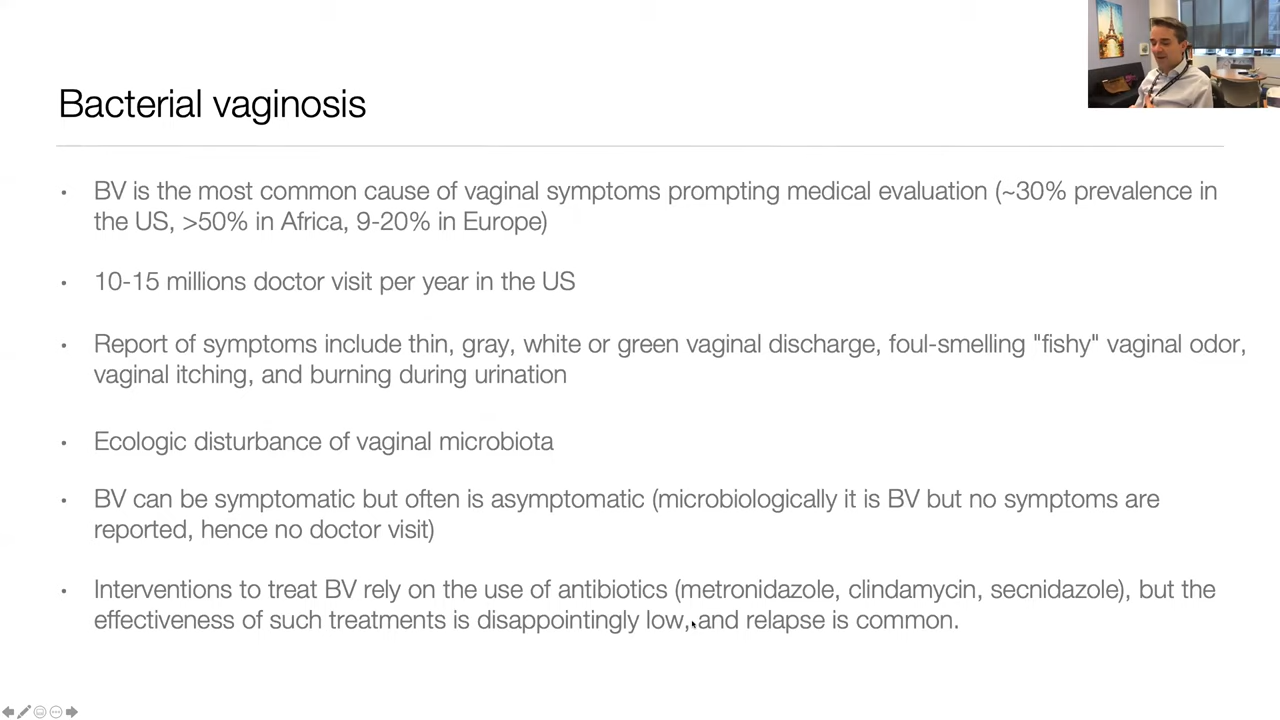 Bacterial vaginosis
• BV is the most common cause of vaginal symptoms prompting medical evaluation (~30% prevalence in
the US, >50% in Africa, 9-20% in Europe)
• 10-15 millions doctor visit per year in the US
• Report of symptoms include thin, gray, white or green vaginal discharge, foul-smelling "fishy" vaginal odor,
vaginal itching, and burning during urination
• Ecologic disturbance of vaginal microbiota
• BV can be symptomatic but often is asymptomatic (microbiologically it is BV but no symptoms are
reported, hence no doctor visit)
• Interventions to treat BV rely on the use of antibiotics (metronidazole, clindamycin, secnidazole), but the
effectiveness of such treatments is disappointingly low, and relapse is common.